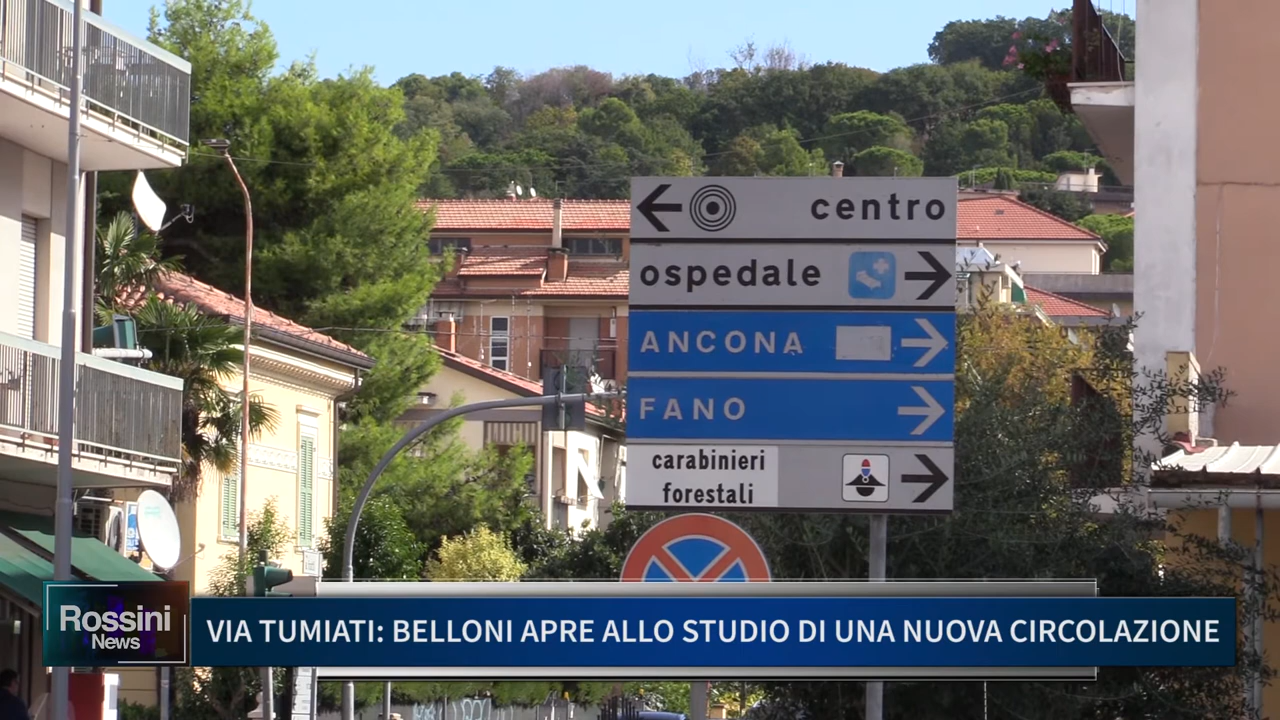 centro
ospedale
ANCONA
FANO
carabinieri
forestali
Rossini
News
VIA TUMIATI: BELLONI APRE ALLO STUDIO DI UNA NUOVA CIRCOLAZIONE